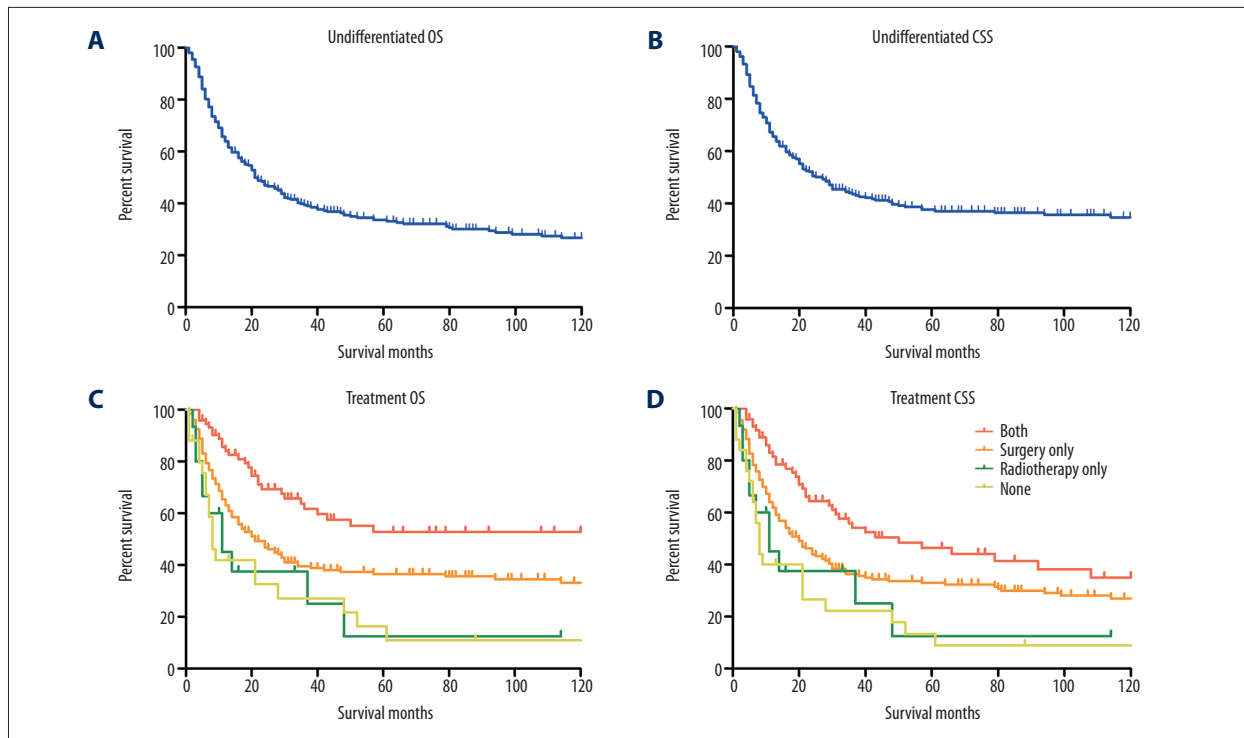 A
Undifferentiated OS
100
80
60
40
20
0
Percent survival
0 20 40 60 80 100 120
Survival months
B
Undifferentiated CSS
100
80
60
40
20
0
Percent survival
0 20 40 60 80 100 120
Survival months
C
Treatment OS
100
80
60
40
20
0
Percent survival
0 20 40 60 80 100 120
Survival months
D
Treatment CSS
100
80
60
40
20
0
Percent survival
Both
Surgery only
Radiotherapy only
None
0 20 40 60 80 100 120
Survival months